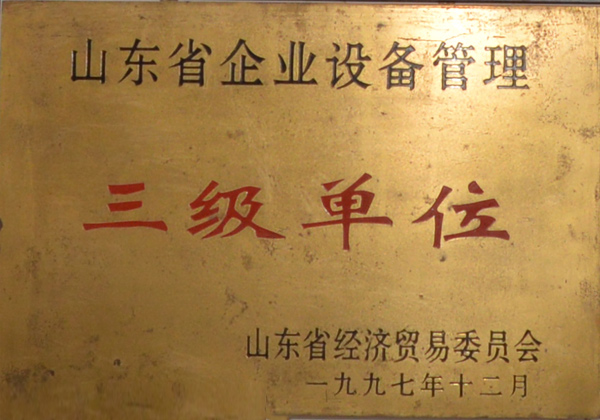 山东省企业设备管理
三级单位
山东省经济贸易委员会
一九九七年十二月